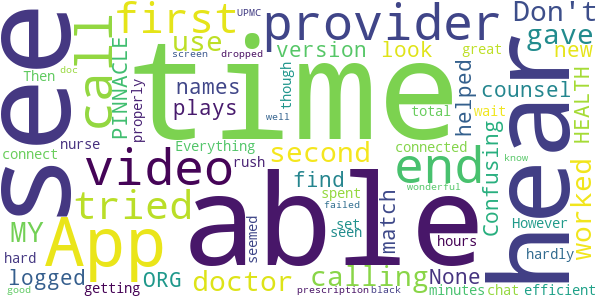 see
time
able
hear
App
provider
first
call
video
end
tried
UPMC
screen
dropped
use
version
look
great
Don't
gave
new
PINNACLE
names
plays
though
helped
counsel
wait
HEALTH
Then
doc
properly
second
well
total
connect
nurse
Everything
rush
find
connected
Confusing
worked
know
wonderful
MY
seemed
spent
failed
set
seen
match
None
hours
However
hardly
hard
logged
ORG
doctor
calling
minutes
chat
efficient
good
getting
prescription
black